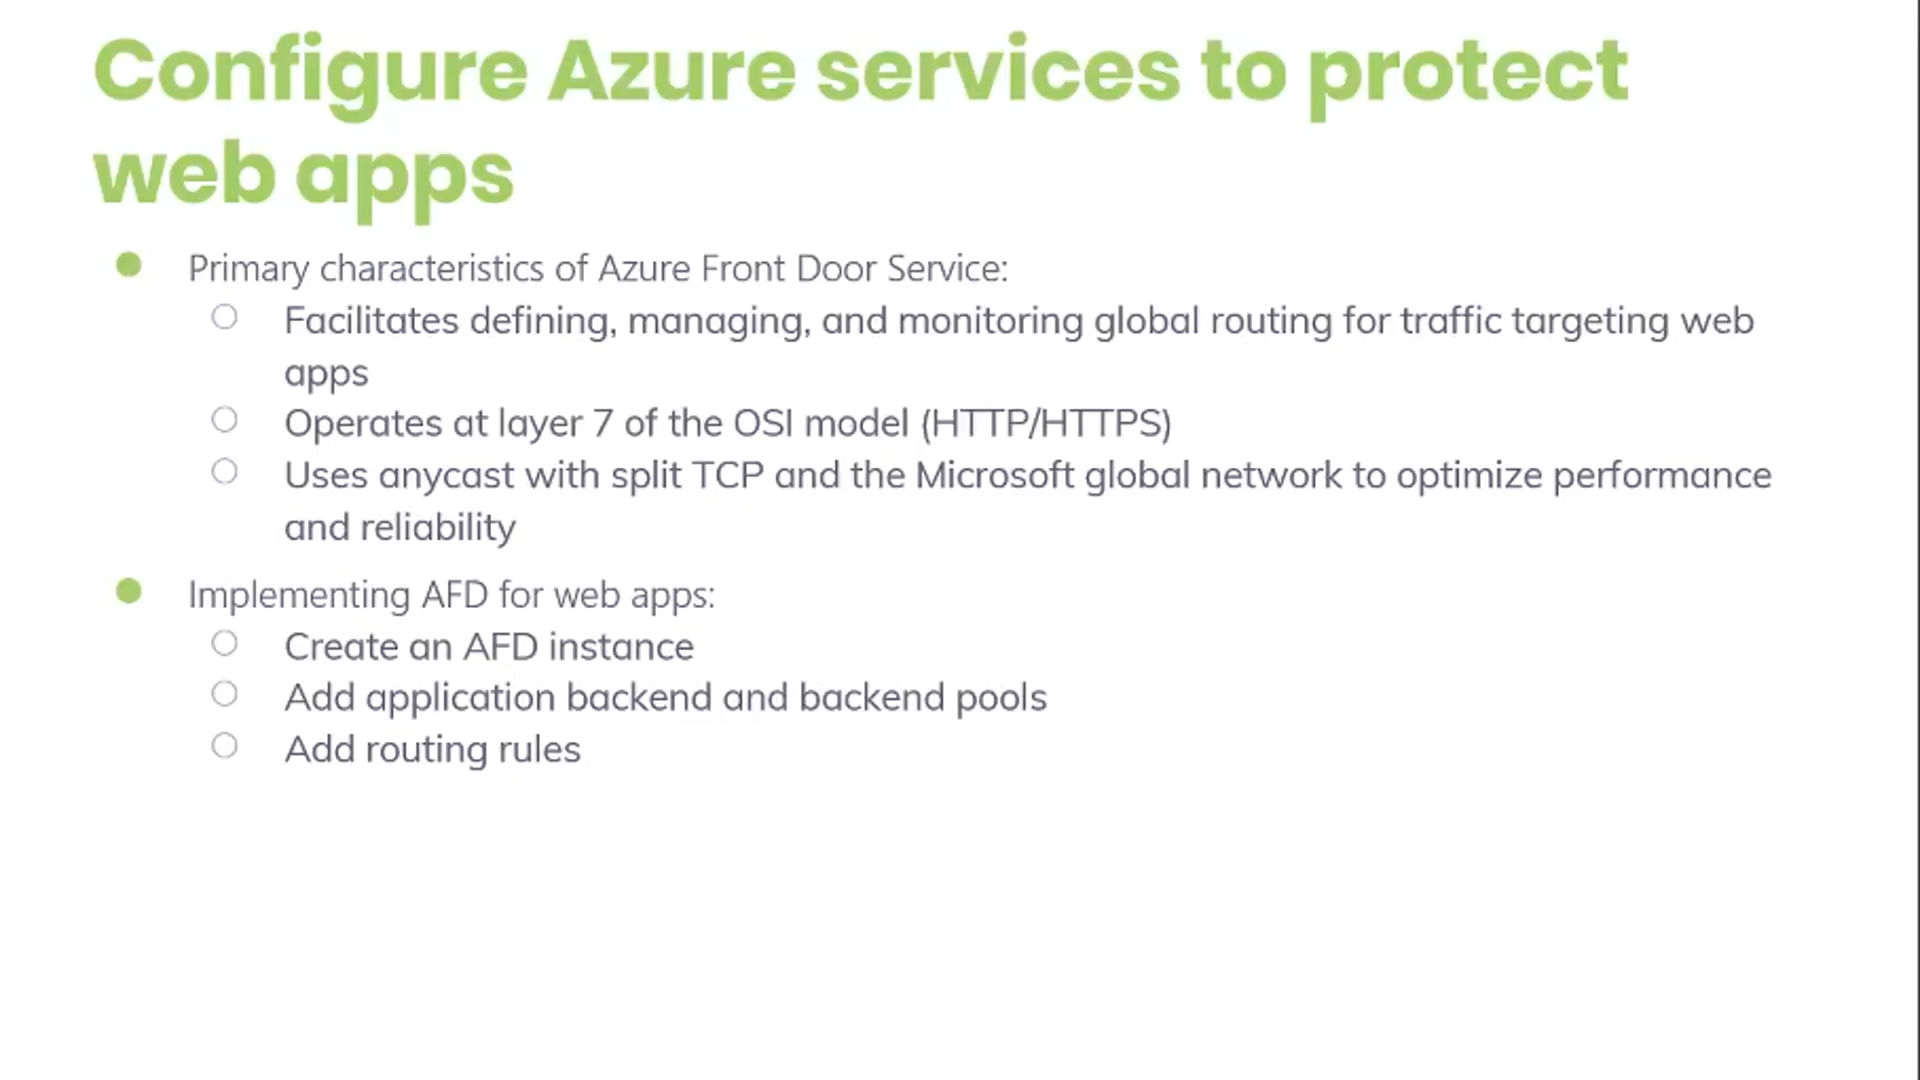 Configure Azure services to protect
web apps
Primary characteristics of Azure Front Door Service:
Facilitates defining, managing, and monitoring global routing for traffic targeting web
apps
Operates at layer 7 of the OSI model (HTTP/HTTPS)
Uses anycast with split TCP and the Microsoft global network to optimize performance
and reliability
Implementing AFD for web apps:
Create an AFD instance
Add application backend and backend pools
Add routing rules